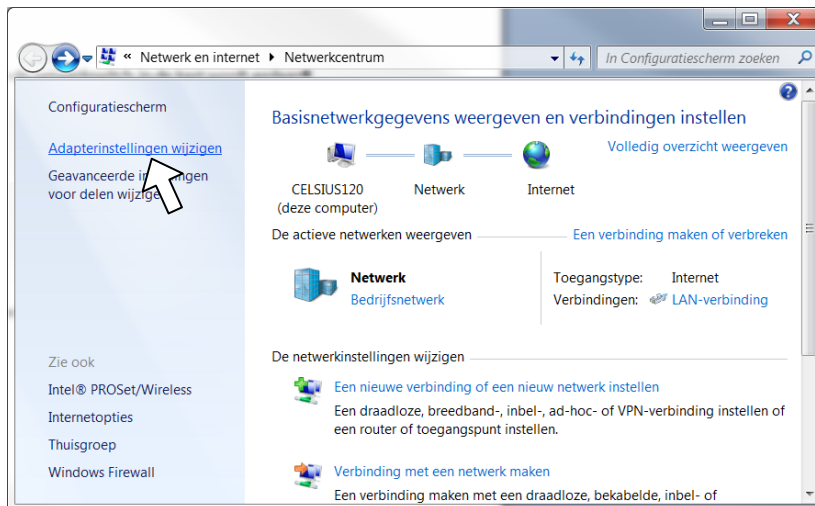 « Netwerk en internet ▸ Netwerkcentrum
In Configuratiescherm zoeken
Configuratiescherm
Adapterinstellingen wijzigen
Geavanceerde
voor delen
Zie ook
Intel® PROSet/Wireless
Internetopties
Thuisgroep
Windows Firewall
Basisnetwerkgegevens weergeven en verbindingen instellen
Volledig overzicht weergeven
CELSIUS120
(deze computer)
Netwerk
Internet
De actieve netwerken weergeven
Een verbinding maken of verbreken
Netwerk
Bedrijfsnetwerk
Toegangstype: Internet
Verbindingen: LAN-verbinding
De netwerkinstellingen wijzigen
Een nieuwe verbinding of een nieuw netwerk instellen
Een draadloze, breedband-, inbel-, ad-hoc- of VPN-verbinding instellen of
een router of toegangspunt instellen.
Verbinding met een netwerk maken
Een verbinding maken met een draadloze, bekabelde, inbel- of